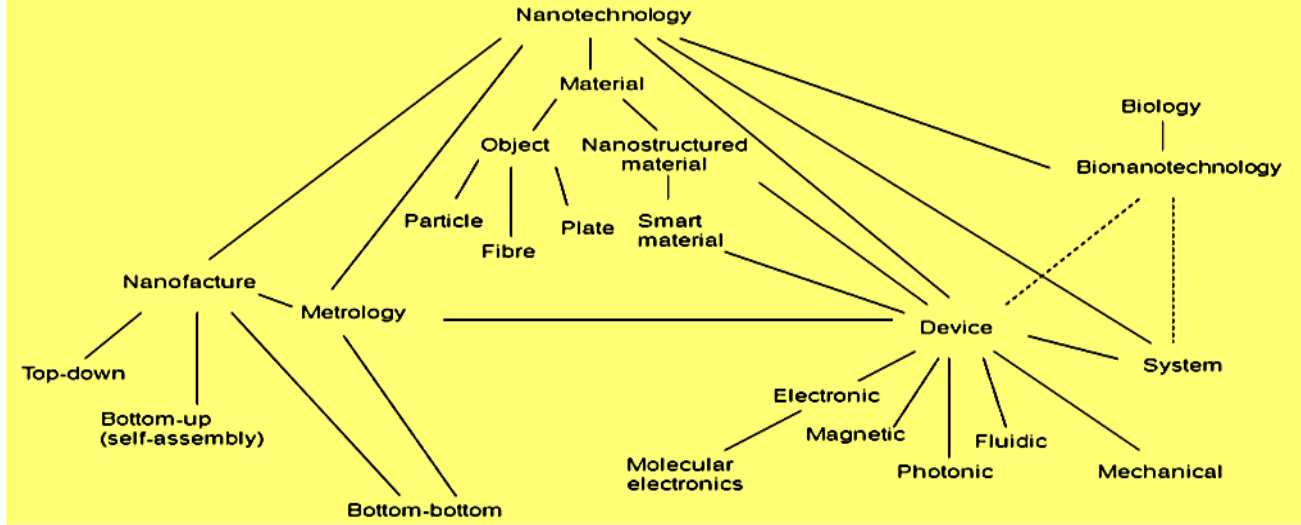 Nanotechnology
Material
Biology
Object
Nanostructured
material
Bionanotechnology
Particle
Fibre
Plate
Smart
material
Nanofacture
Metrology
Device
System
Top-down
Bottom-up
(self-assembly)
Bottom-bottom
Electronic
Magnetic
Fluidic
Molecular
electronics
Photonic
Mechanical